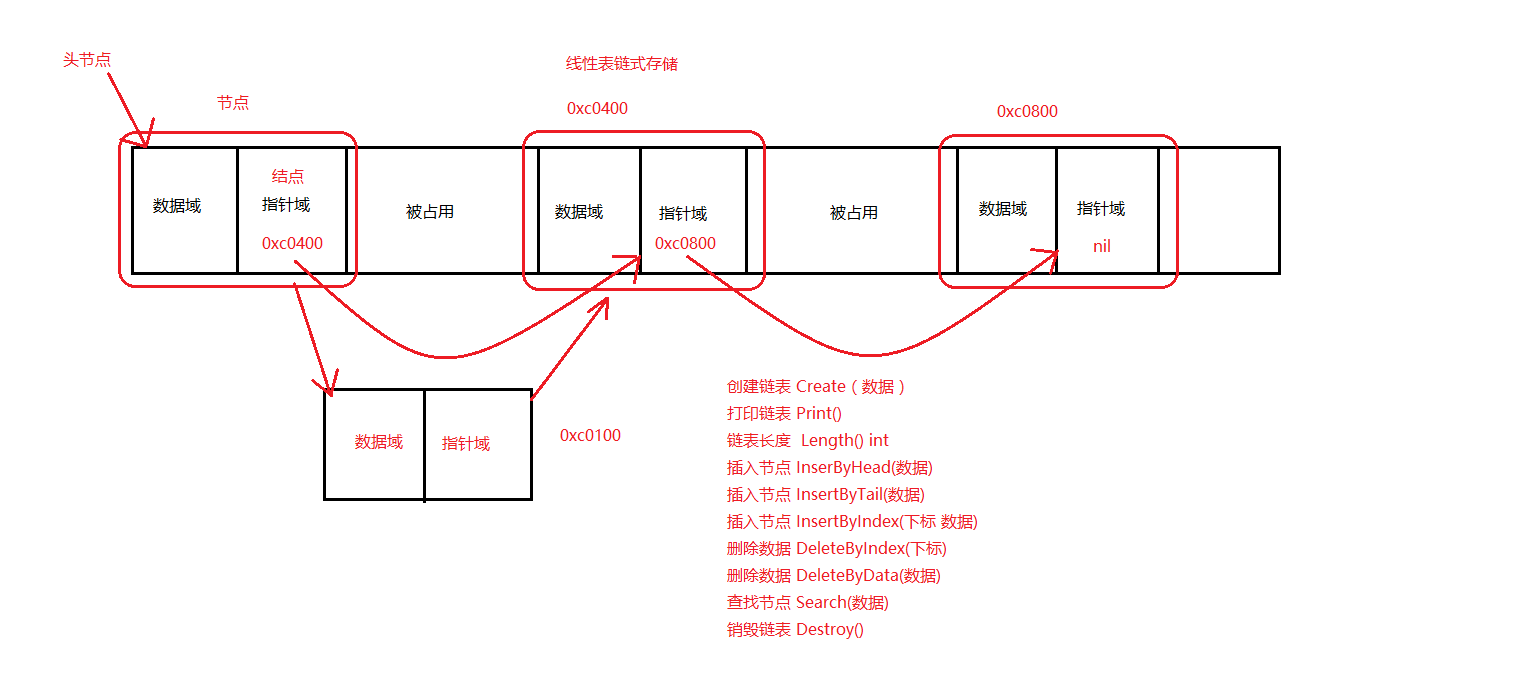 头节点
线性表链式存储
节点
0xc0400
0xc0800
数据域
结点
指针域
0xc0400
被占用
数据域
指针域
0xc0800
被占用
数据域
指针域
nil
数据域
指针域
0xc0100
创建链表 Create（数据）
打印链表 Print()
链表长度 Length() int
插入节点 InserByHead(数据)
插入节点 InsertByTail(数据)
插入节点 InsertByIndex(下标 数据)
删除数据 DeleteByIndex(下标)
删除数据 DeleteByData(数据)
查找节点 Search(数据)
销毁链表 Destroy()